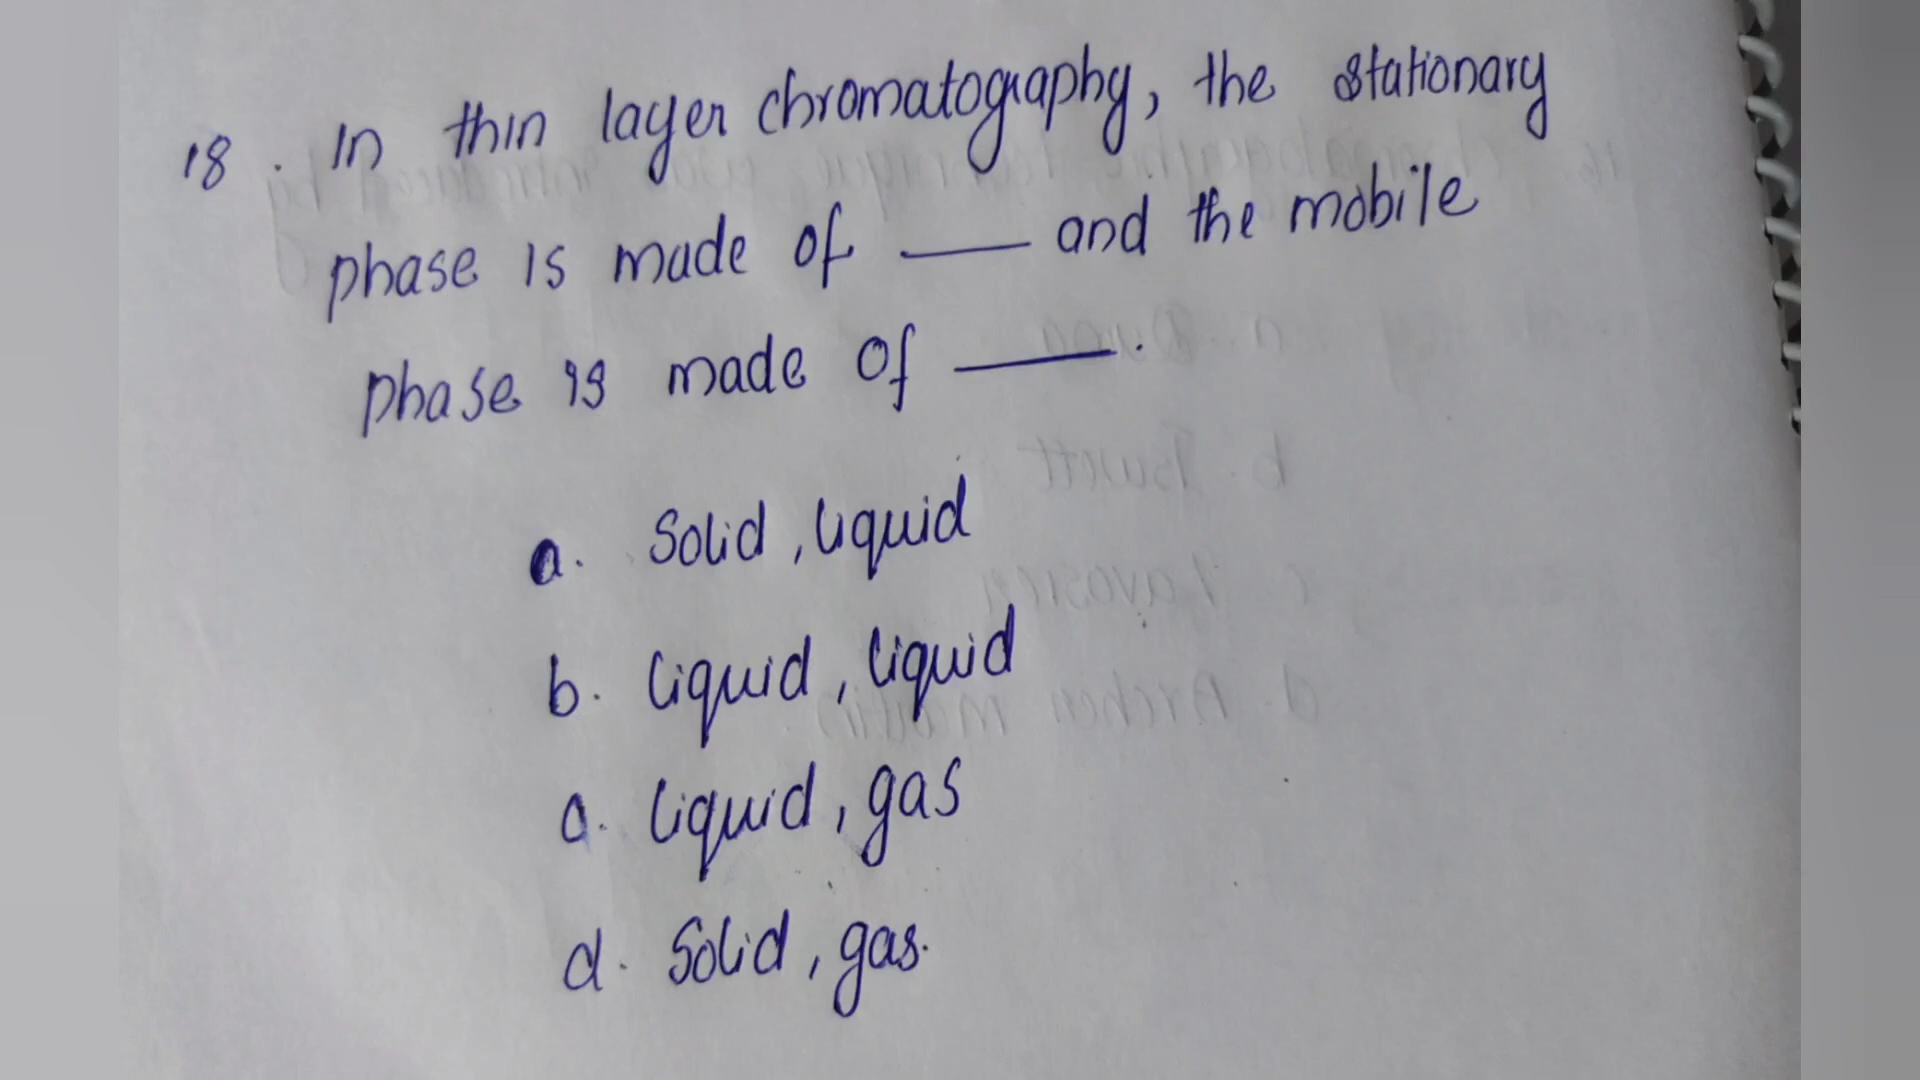 18. In thin layer chromatography, the stationary
phase is made of ___ and the mobile
phase is made of ___.
a. Solid, liquid
b. liquid, liquid
c. liquid, gas
d. Solid, gas.